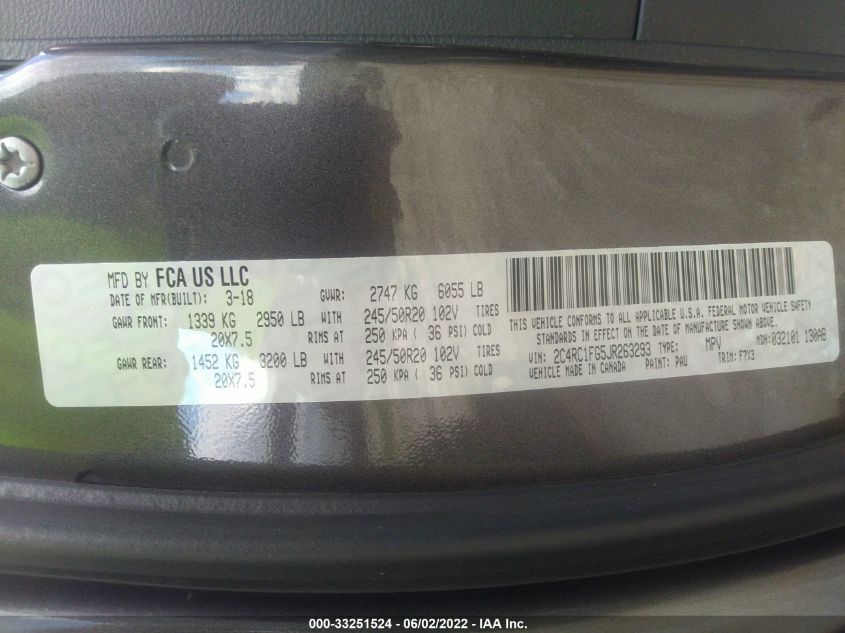 MFD BY FCA US LLC
DATE OF MFR(BUILT): 3-18 GVWR: 2747 KG 6055 LB
GAWR FRONT: 1339 KG 2950 LB WITH 245/50R20 102V TIRES
20X7.5 RIMS AT 250 KPA ( 36 PSI) COLD
GAWR REAR: 1452 KG 3200 LB WITH 245/50R20 102V TIRES
20X7.5 RIMS AT 250 KPA ( 36 PSI) COLD
THIS VEHICLE CONFORMS TO ALL APPLICABLE U.S.A. FEDERAL MOTOR VEHICLE SAFETY
STANDARDS IN EFFECT ON THE DATE OF MANUFACTURE SHOWN ABOVE.
VIN: 2C4RC1FG5JR263293 TYPE: MPV MDH: 032101 130AB
VEHICLE MADE IN CANADA PAINT: PAU TRIM: F7X3
000-33251524 | 06/02/2022 - IAA Inc.